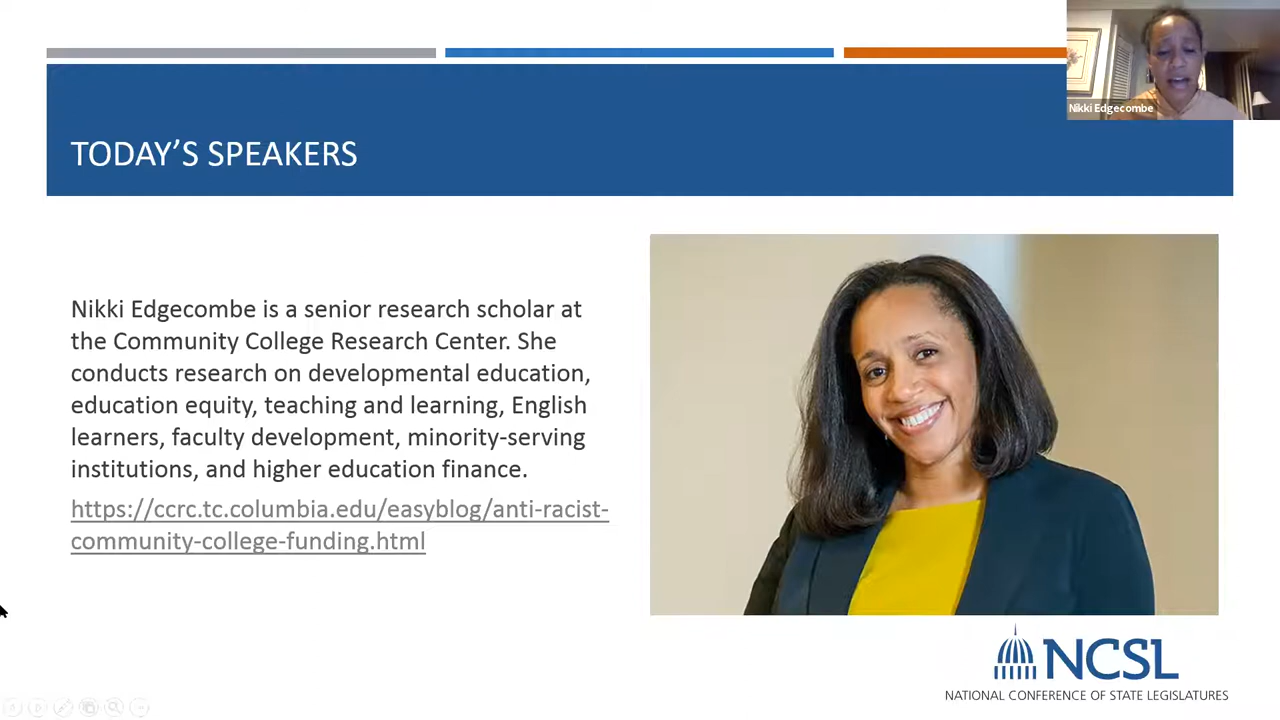 Nikki Edgecombe
TODAY’S SPEAKERS
Nikki Edgecombe is a senior research scholar at
the Community College Research Center. She
conducts research on developmental education,
education equity, teaching and learning, English
learners, faculty development, minority-serving
institutions, and higher education finance.
https://ccrc.tc.columbia.edu/easyblog/anti-racist-
community-college-funding.html
NCSL
NATIONAL CONFERENCE OF STATE LEGISLATURES